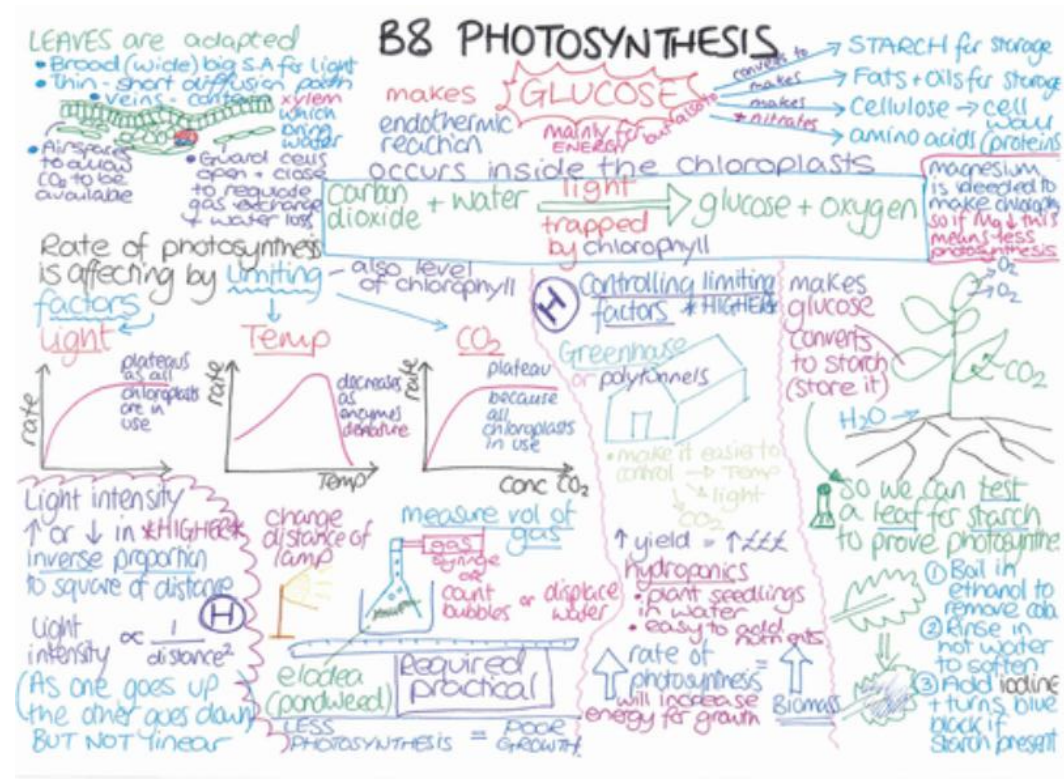 B8 PHOTOSYNTHESIS
LEAVES are adapted
• Broad (wide) big S.A for light
• Thin - short diffusion path
• veins contain xylem
which
bring
water
• Airspaces
to allow
CO₂ to be
available
• Guard cells
open + close
to regulate
gas exchange
+ water loss
makes
GLUCOSE
endothermic
reaction
mainly for
ENERGY
but also to
converts to
STARCH for storage
makes
Fats + Oils for storage
makes
Cellulose → cell
wall
+ nitrates
amino acids (proteins
occurs inside the chloroplasts
carbon
dioxide + water
light
trapped
by chlorophyll
glucose + oxygen
magnesium
is needed to
make
so if Mg ↓ this
means less
photosynthesis
Rate of photosynthesis
is affecting by limiting
factors
- also level
of chlorophyll
Light
rate
plateaus
as all
chloroplasts
are in
use
Temp
rate
decreases
as
enzymes
denature
Temp
CO₂
rate
plateau
because
all
chloroplasts
in use
Conc CO₂
H
Controlling limiting
factors *HIGHER*
Greenhouse
or polytunnels
• make it easier to
control → Temp
light
CO₂
↑ yield = ↑£££
hydroponics
• plant seedlings
in water
• easy to add
nutrients
↑ rate of
photosynthesis = ↑
will increase
energy for growth
Biomass
makes
glucose
converts
to starch
(store it)
O₂
O₂
CO₂
H₂O
So we can test
a leaf for starch
to prove
① Boil in
ethanol to
remove
② Rinse in
hot water
to soften
③ Add iodine
+ turns blue
black if
starch present
Light intensity
↑ or ↓ in *HIGHER*
inverse proportion
to square of distance
H
Light
intensity ∝ 1
distance²
(As one goes up
the other goes down)
BUT NOT linear
change
distance of
lamp
measure vol of
gas
gas
syringe
or
count
bubbles or displace
water
elodea
(pondweed)
Required
practical
LESS
PHOTOSYNTHESIS = POOR
GROWTH